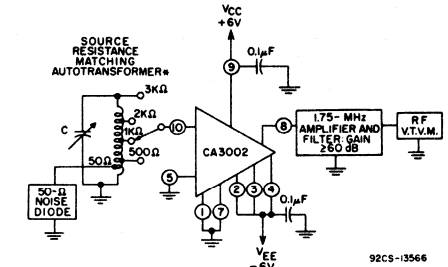 VCC
+6V
SOURCE
RESISTANCE
MATCHING
AUTOTRANSFORMER*
0.1µF
9
3KΩ
2KΩ
1KΩ
500Ω
50Ω
C
10
CA3002
8
1.75-MHz
AMPLIFIER AND
FILTER: GAIN
≥60 dB
RF
V.T.V.M.
5
50-Ω
NOISE
DIODE
1
7
2
3
4
0.1µF
VEE
-6V
92CS-13566